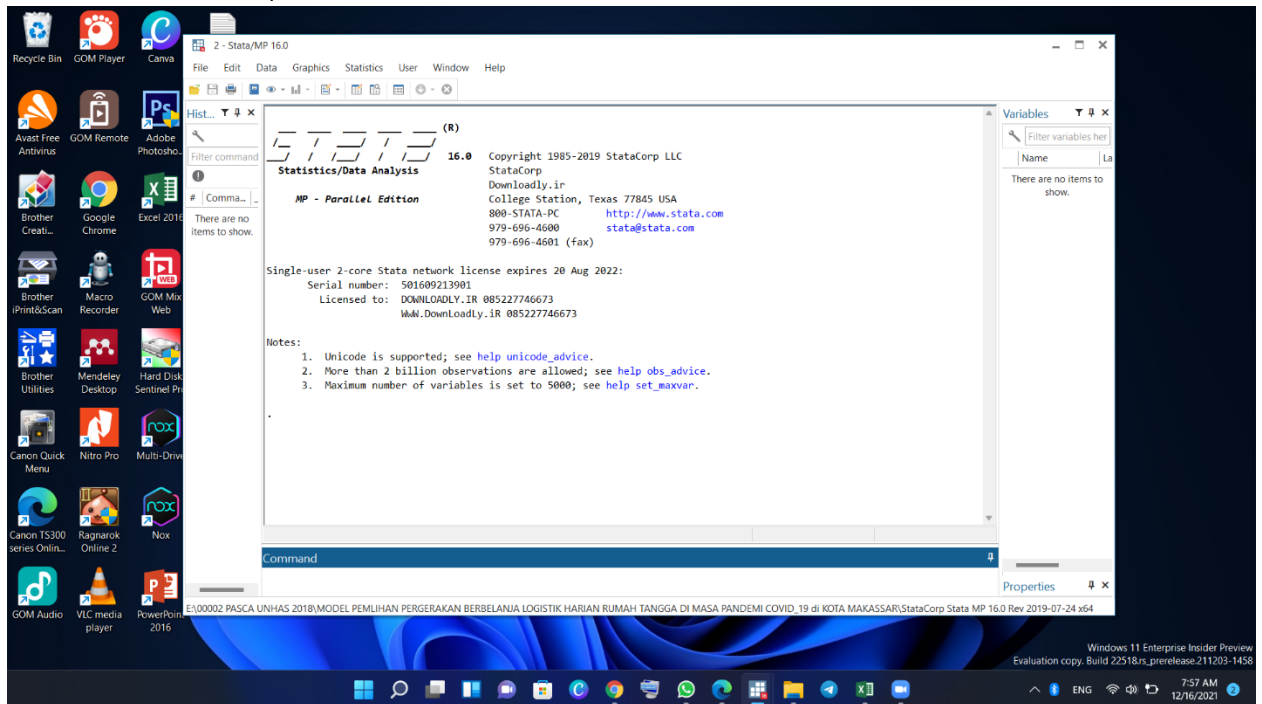 Recycle Bin
GOM Player
Canva
Avast Free
Antivirus
GOM Remote
Adobe
Photosho...
Brother
Creati...
Google
Chrome
Excel 2016
Brother
iPrint&Scan
Macro
Recorder
GOM Mix
Web
Brother
Utilities
Mendeley
Desktop
Hard Disk
Sentinel Pro
Canon Quick
Menu
Nitro Pro
Multi-Drive
Canon TS300
series Onlin...
Ragnarok
Online 2
Nox
GOM Audio
VLC media
player
PowerPoint
2016
2 - Stata/MP 16.0
File Edit Data Graphics Statistics User Window Help
Hist...
Filter command
# Comma...
There are no
items to show.
(R)
16.0 Copyright 1985-2019 StataCorp LLC
Statistics/Data Analysis StataCorp
Downloadly.ir
MP - Parallel Edition College Station, Texas 77845 USA
800-STATA-PC http://www.stata.com
979-696-4600 stata@stata.com
979-696-4601 (fax)
Single-user 2-core Stata network license expires 20 Aug 2022:
Serial number: 501609213901
Licensed to: DOWNLOADLY.IR 085227746673
WwW.DownLoadLy.iR 085227746673
Notes:
1. Unicode is supported; see help unicode_advice.
2. More than 2 billion observations are allowed; see help obs_advice.
3. Maximum number of variables is set to 5000; see help set_maxvar.
.
Command
Variables
Filter variables her
Name La
There are no items to
show.
Properties
E:\00002 PASCA UNHAS 2018\MODEL PEMLIHAN PERGERAKAN BERBELANJA LOGISTIK HARIAN RUMAH TANGGA DI MASA PANDEMI COVID_19 di KOTA MAKASSAR\StataCorp Stata MP 16.0 Rev 2019-07-24 x64
Windows 11 Enterprise Insider Preview
Evaluation copy. Build 22518.rs_prerelease.211203-1458
ENG
7:57 AM
12/16/2021
2